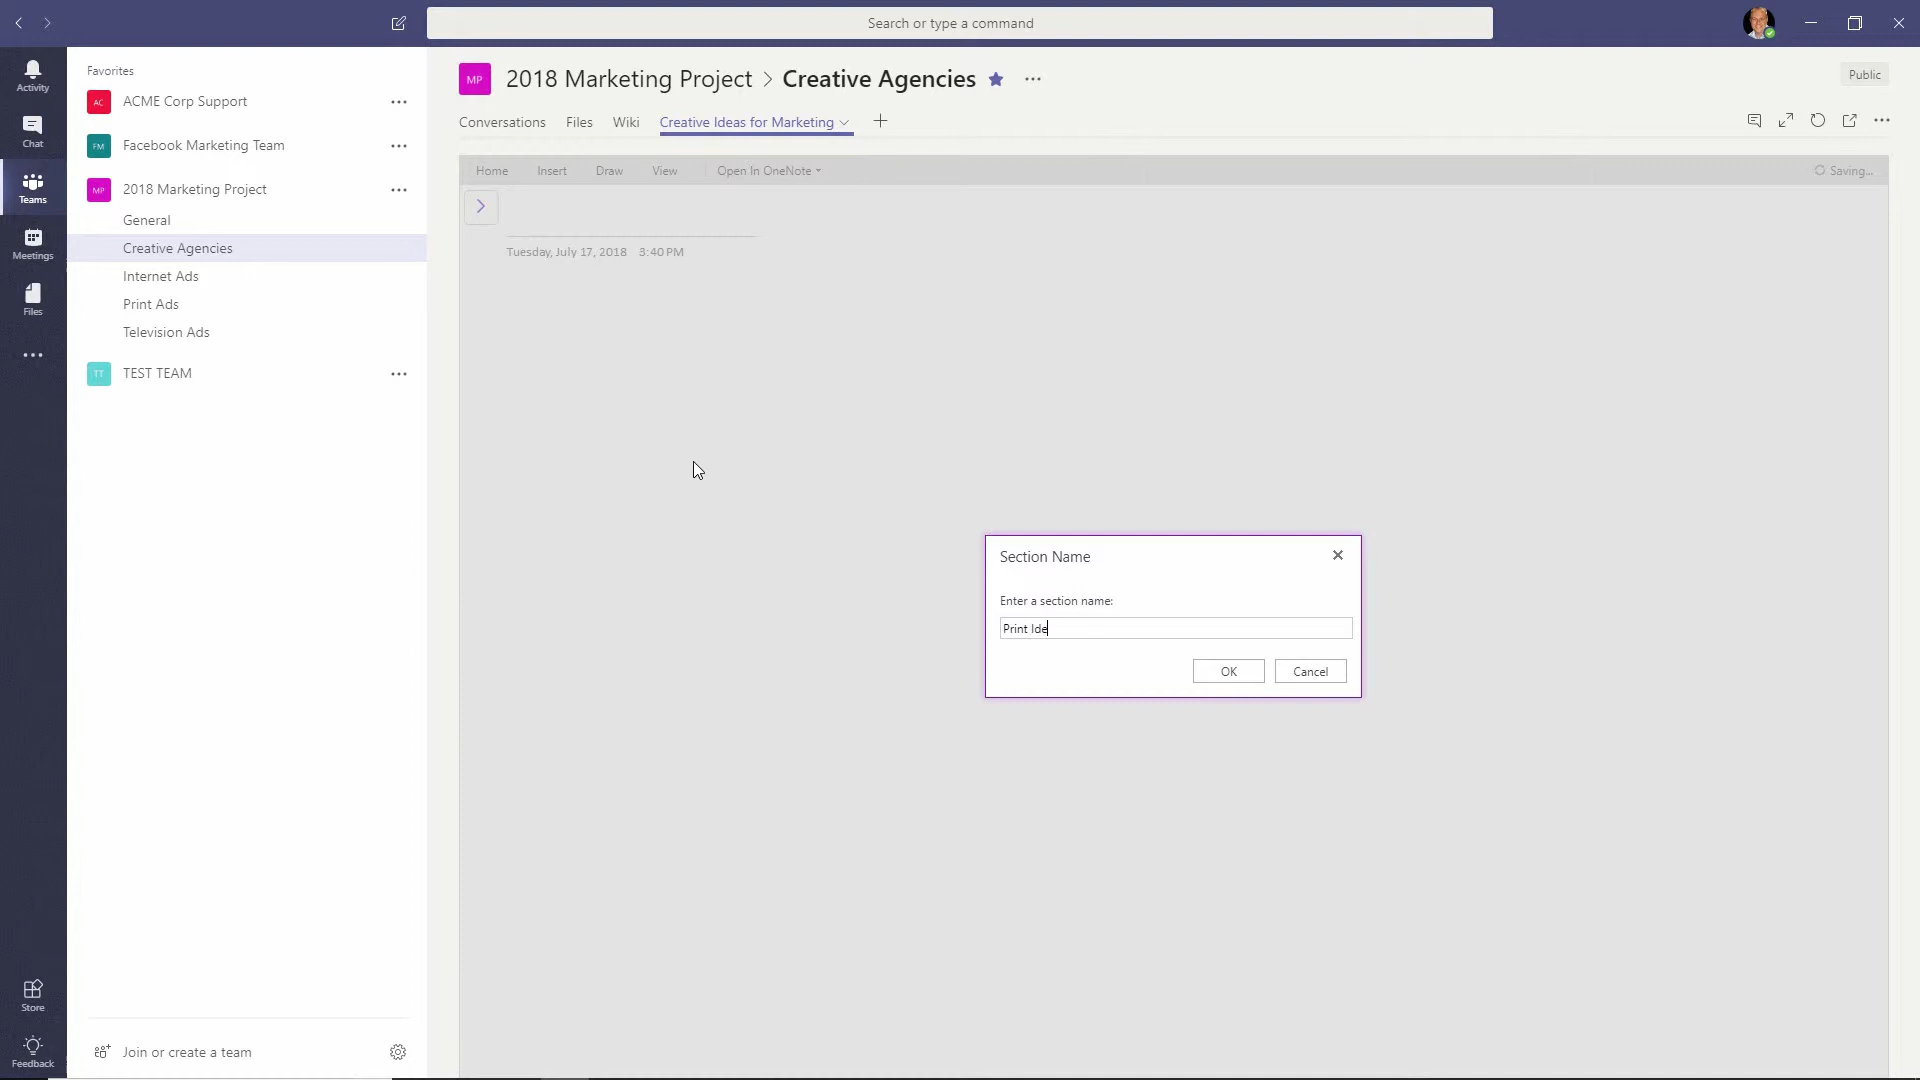 Search or type a command
Activity
Chat
Teams
Meetings
Files
Store
Feedback
Favorites
AC ACME Corp Support
FM Facebook Marketing Team
MP 2018 Marketing Project
General
Creative Agencies
Internet Ads
Print Ads
Television Ads
TT TEST TEAM
Join or create a team
MP 2018 Marketing Project > Creative Agencies
Public
Conversations Files Wiki Creative Ideas for Marketing
Home Insert Draw View Open In OneNote Saving...
Tuesday, July 17, 2018 3:40 PM
Section Name
Enter a section name:
Print Ide
OK Cancel